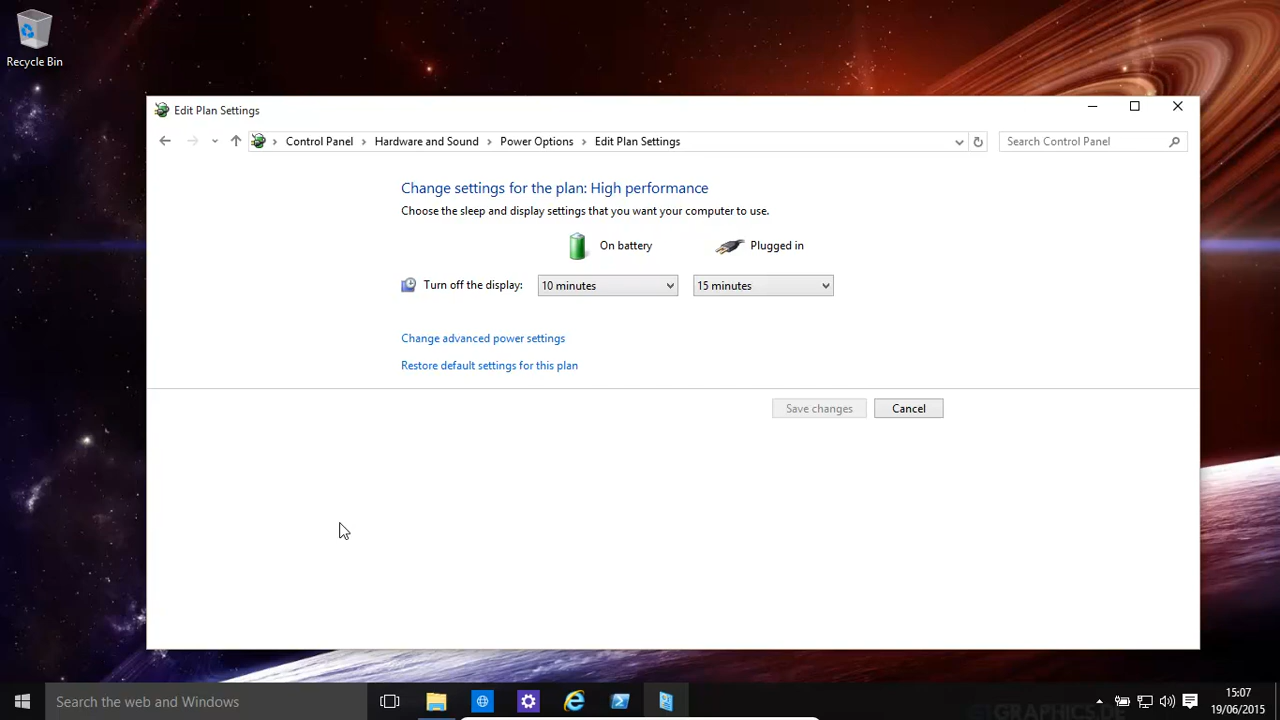 Recycle Bin
Edit Plan Settings
Control Panel > Hardware and Sound > Power Options > Edit Plan Settings
Search Control Panel
Change settings for the plan: High performance
Choose the sleep and display settings that you want your computer to use.
On battery
Plugged in
Turn off the display: 10 minutes 15 minutes
Change advanced power settings
Restore default settings for this plan
Save changes Cancel
Search the web and Windows
15:07
19/06/2015